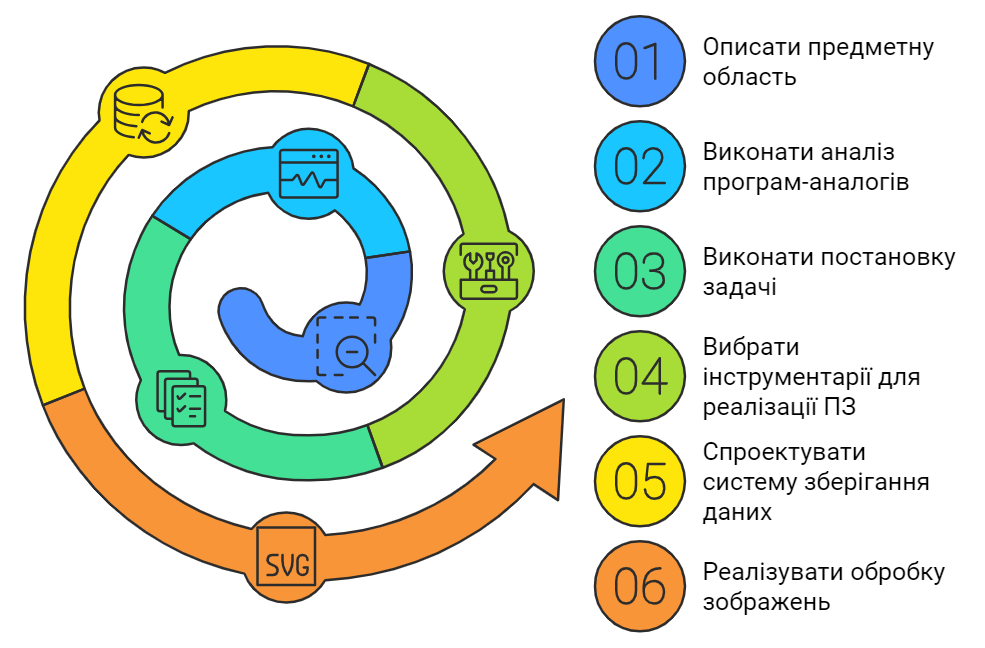 01
Описати предметну
область
02
Виконати аналіз
програм-аналогів
03
Виконати постановку
задачі
04
Вибрати
інструментарії для
реалізації ПЗ
05
Спроектувати
систему зберігання
даних
06
Реалізувати обробку
зображень
SVG